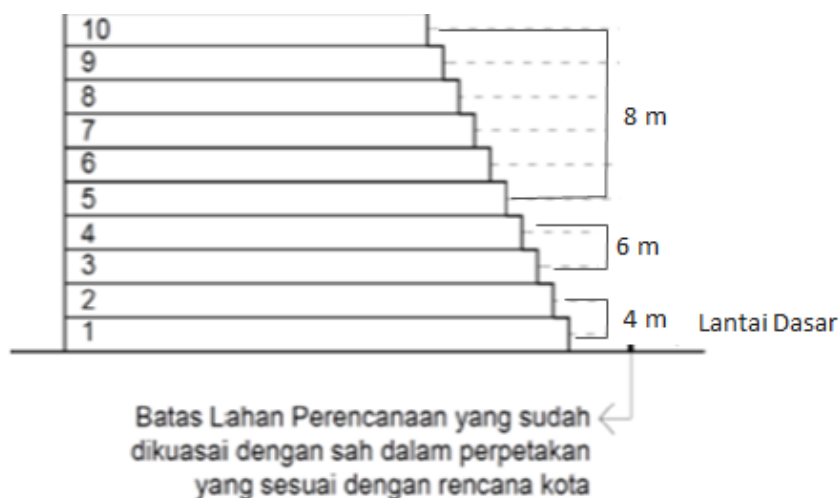 10
9
8
7
6
5
4
3
2
1
8 m
6 m
4 m
Lantai Dasar
Batas Lahan Perencanaan yang sudah
dikuasai dengan sah dalam perpetakan
yang sesuai dengan rencana kota